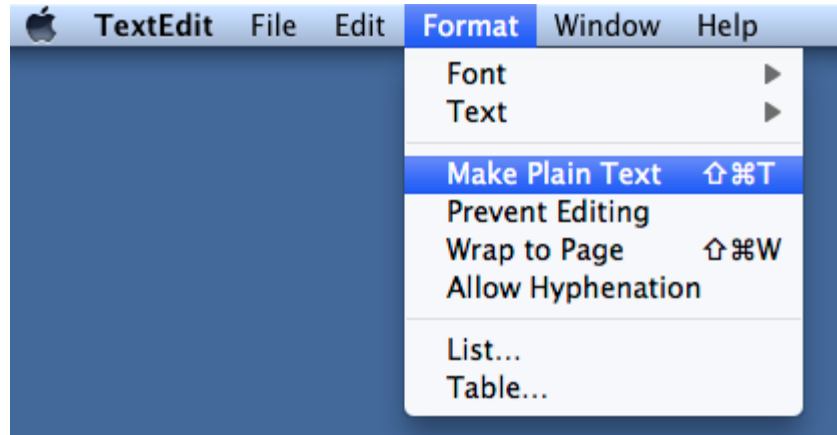 TextEdit File Edit Format Window Help
Font
Text
Make Plain Text ⇧⌘T
Prevent Editing
Wrap to Page ⇧⌘W
Allow Hyphenation
List...
Table...